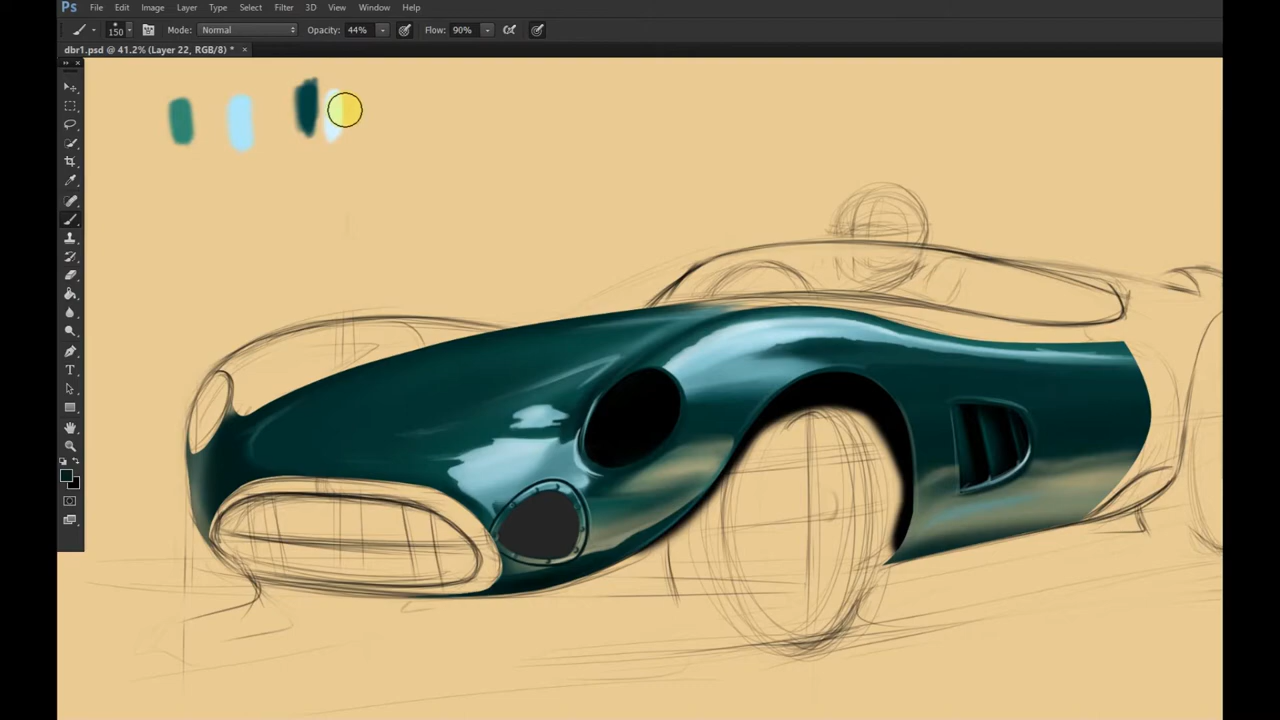 Ps File Edit Image Layer Type Select Filter 3D View Window Help
150 Mode: Normal Opacity: 44% Flow: 90%
dbr1.psd @ 41.2% (Layer 22, RGB/8) *